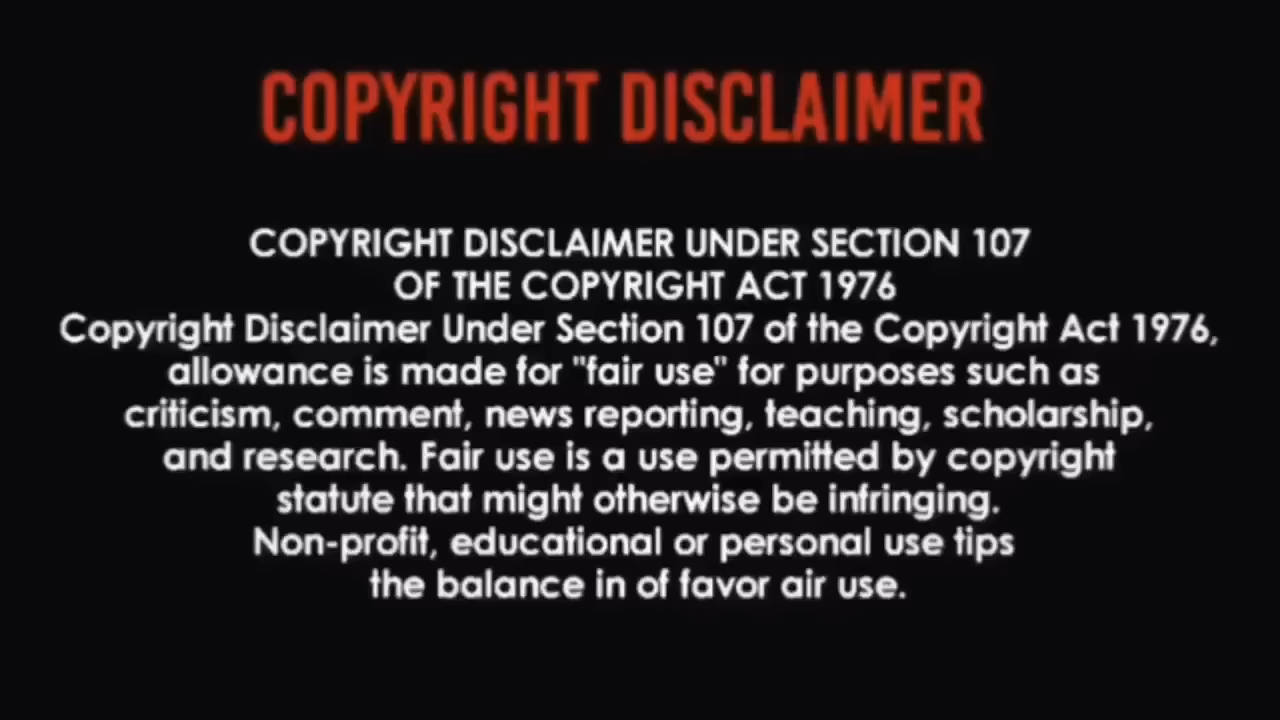 COPYRIGHT DISCLAIMER
COPYRIGHT DISCLAIMER UNDER SECTION 107
OF THE COPYRIGHT ACT 1976
Copyright Disclaimer Under Section 107 of the Copyright Act 1976,
allowance is made for "fair use" for purposes such as
criticism, comment, news reporting, teaching, scholarship,
and research. Fair use is a use permitted by copyright
statute that might otherwise be infringing.
Non-profit, educational or personal use tips
the balance in of favor air use.